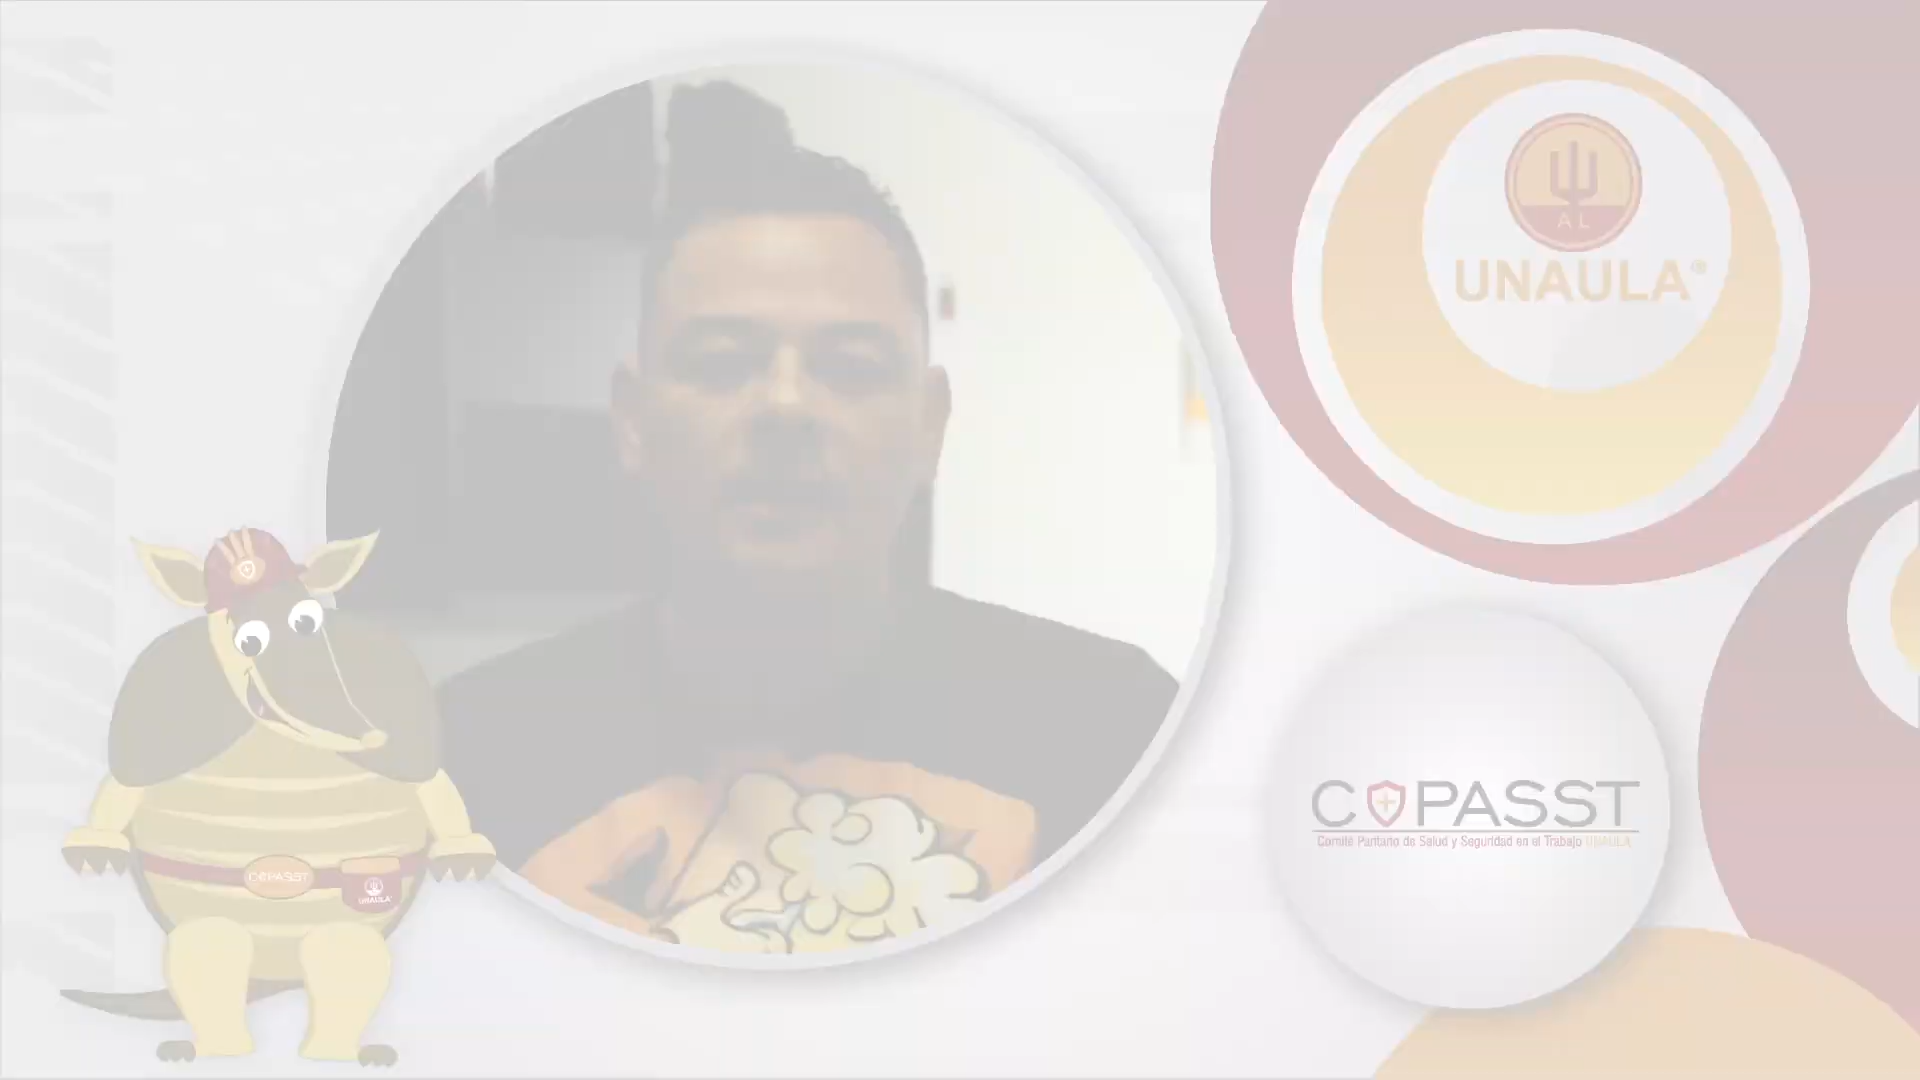 AL
UNAULA®
COPASST
Comité Paritario de Salud y Seguridad en el Trabajo UNAULA
COPASST
UNAULA